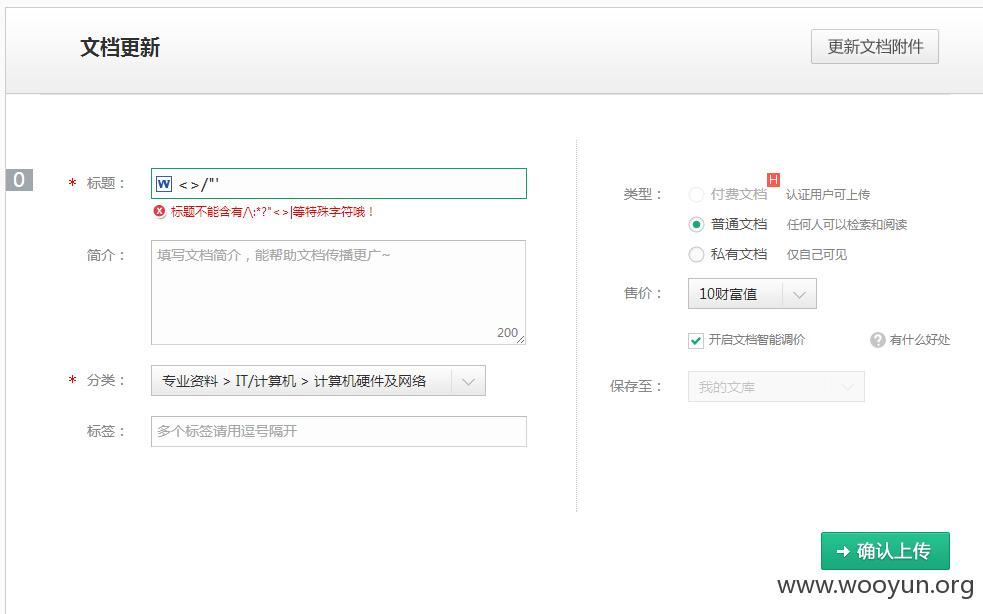 文档更新
更新文档附件
0
* 标题：
W <>/"'
标题不能含有/\:*?"<>|等特殊字符哦！
简介：
填写文档简介，能帮助文档传播更广~
200
* 分类：
专业资料 > IT/计算机 > 计算机硬件及网络
标签：
多个标签请用逗号隔开
类型：
付费文档 H 认证用户可上传
普通文档 任何人可以检索和阅读
私有文档 仅自己可见
售价：
10财富值
开启文档智能调价
? 有什么好处
保存至：
我的文库
确认上传
www.wooyun.org